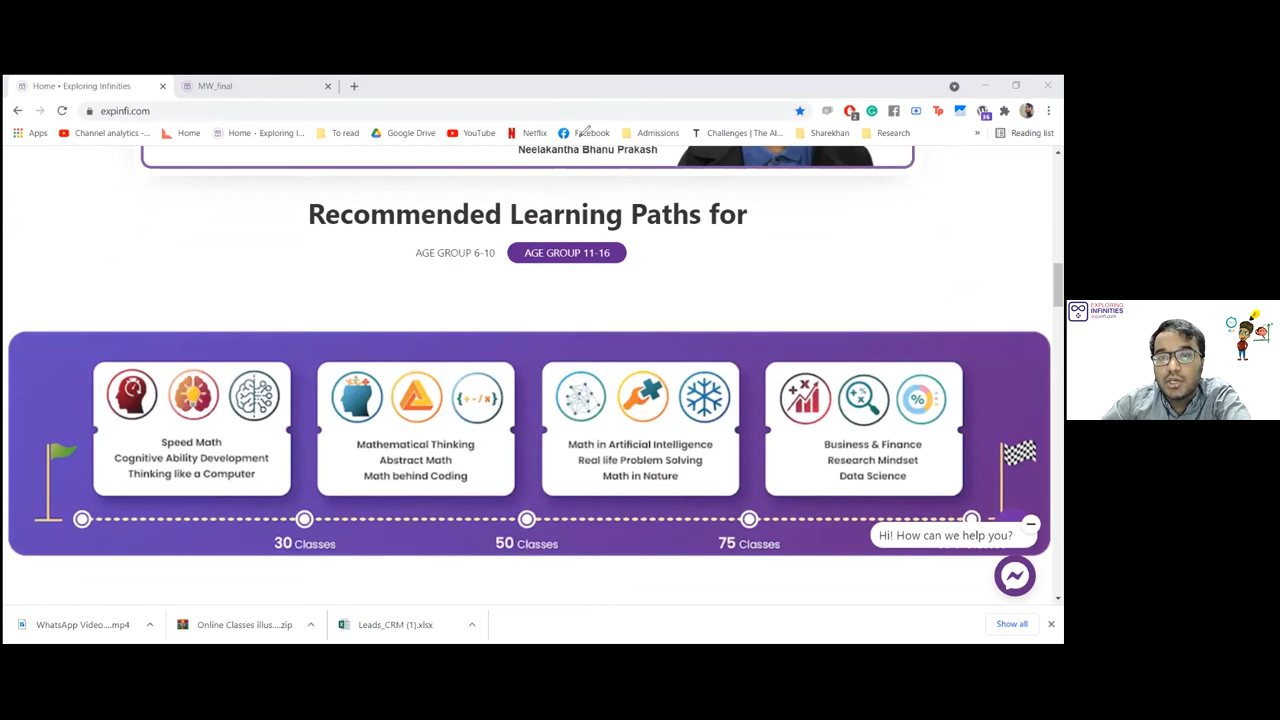 Home • Exploring Infinities
MW_final
expinfi.com
Apps
Channel analytics -...
Home
Home - Exploring I...
To read
Google Drive
YouTube
Netflix
Facebook
Admissions
Challenges | The AI...
Sharekhan
Research
»
Reading list
Neelakantha Bhanu Prakash
Recommended Learning Paths for
AGE GROUP 6-10
AGE GROUP 11-16
Speed Math
Cognitive Ability Development
Thinking like a Computer
Mathematical Thinking
Abstract Math
Math behind Coding
Math in Artificial Intelligence
Real life Problem Solving
Math in Nature
Business & Finance
Research Mindset
Data Science
30 Classes
50 Classes
75 Classes
Hi! How can we help you?
WhatsApp Video....mp4
Online Classes illus....zip
Leads_CRM (1).xlsx
Show all
EXPLORING
INFINITIES
expinfi.com